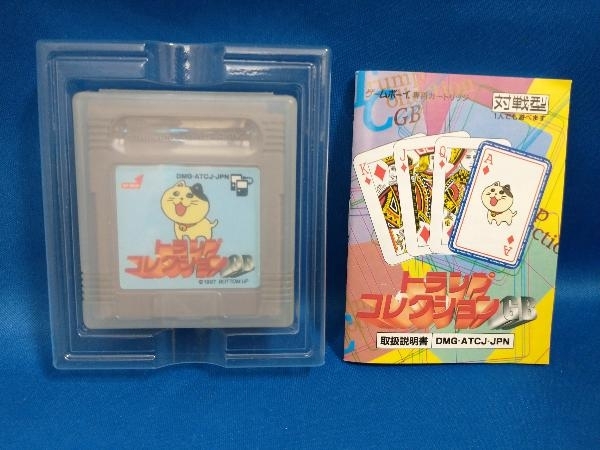 DMG-ATCJ-JPN
トランプ
コレクションGB
©1997 BOTTOM UP
ゲームボーイ専用カートリッジ
対戦型
1人でも遊べます
GB
K
J
Q
A
トランプ
コレクションGB
取扱説明書
DMG-ATCJ-JPN